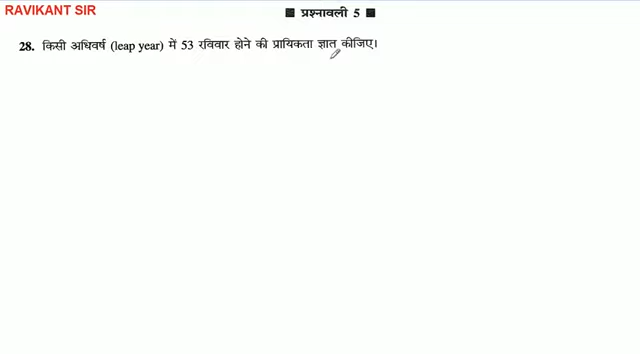 RAVIKANT SIR
■ प्रश्नावली 5 ■
28. किसी अधिवर्ष (leap year) में 53 रविवार होने की प्रायिकता ज्ञात कीजिए।